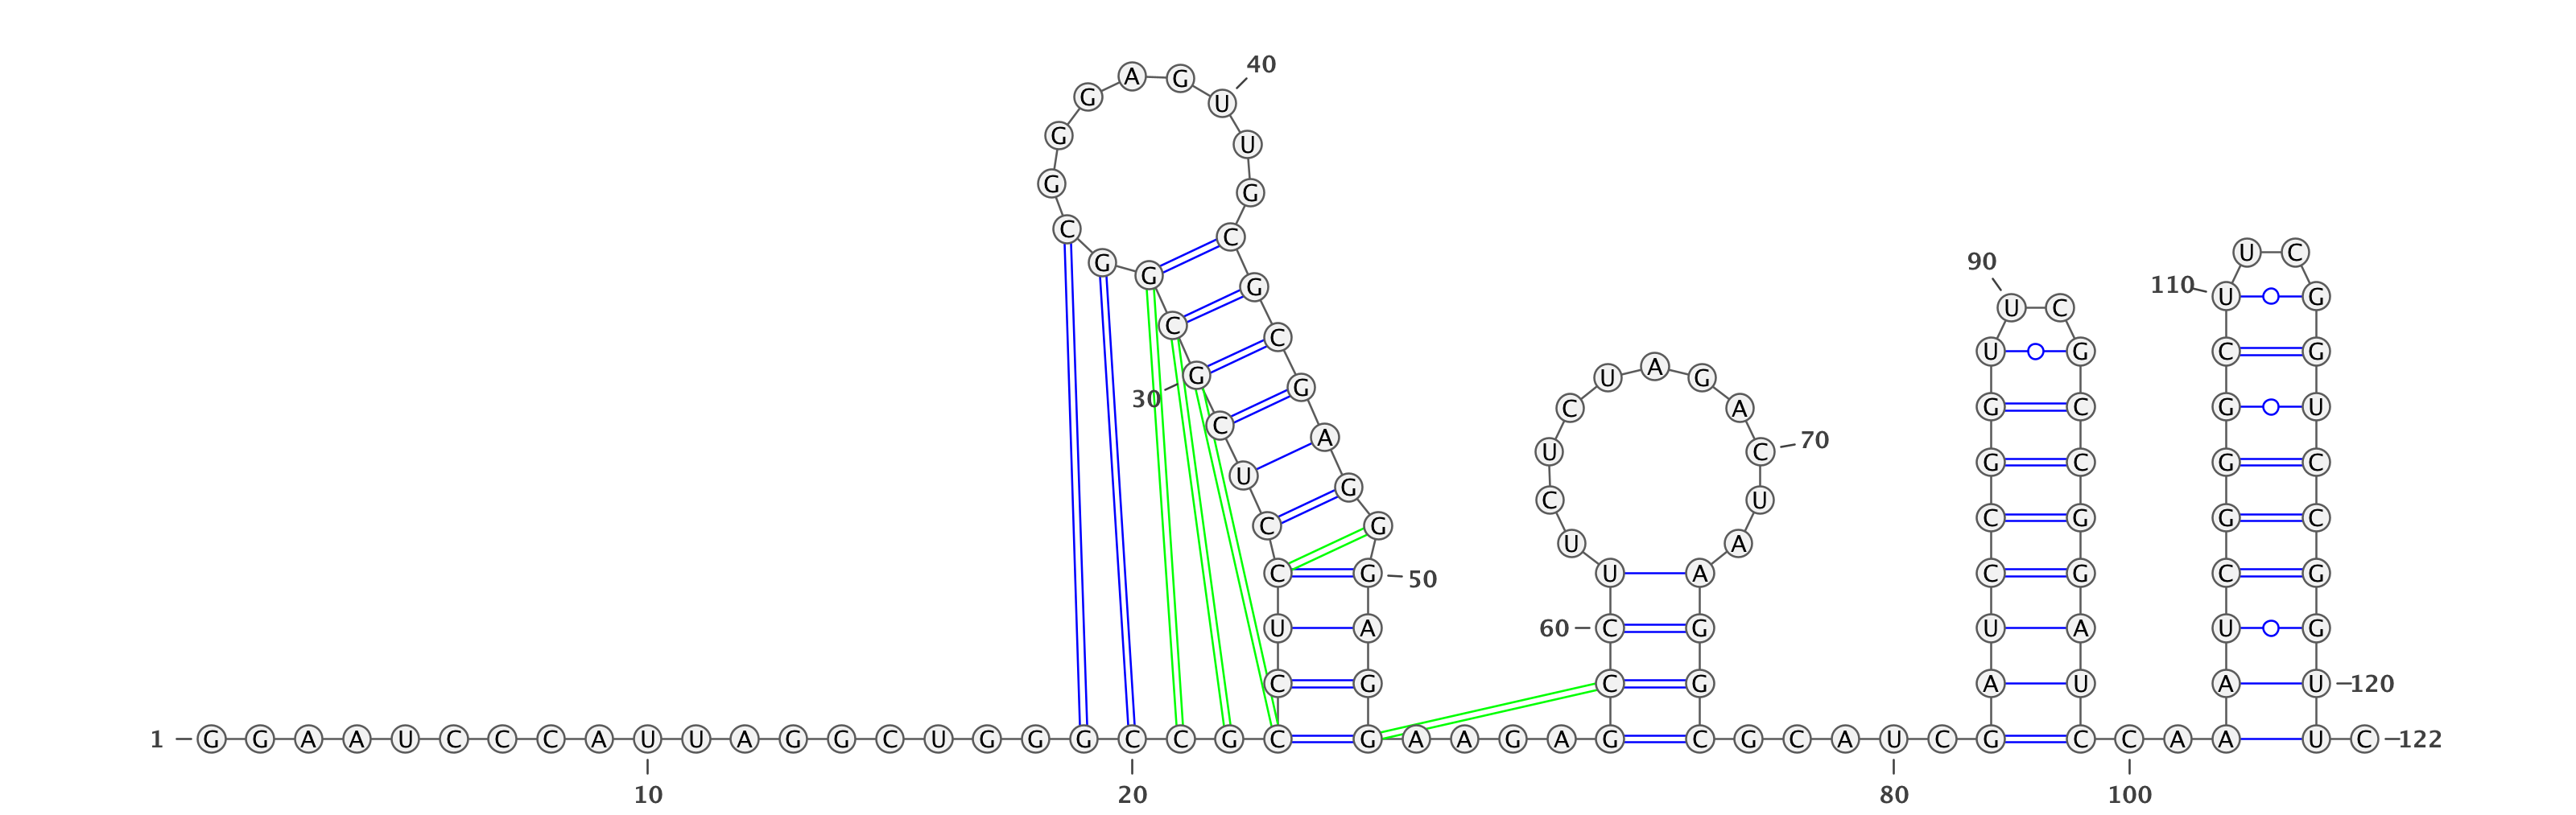 40
A G
G U
G U
G G
C C
90 U C
110 U C
G G G
C G
U G
30 G C
U G C G
C G
U A G
C A
G C G U
C A
U C 70
U A G
G C G C
C G
C U
50
C G G C
U A
C G
U A C G
60 C G
U A U G
C G
C G
A U
A U 120
1 G G A A U C C C A U U A G G C U G G G C C G C G A A G A G C G C A U C G C C A A U C 122
10 20 80 100